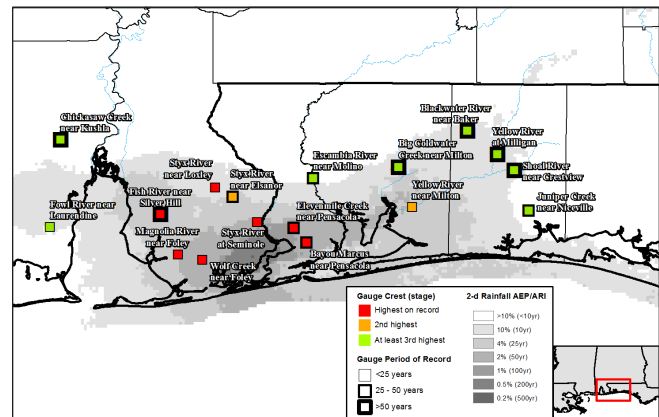 Chickasaw Creek
near Kushla
Blackwater River
near Baker
Yellow River
at Milligan
Big Coldwater
Creek near Milton
Shoal River
near Crestview
Styx River
near Loxley
Styx River
near Elsanor
Escambia River
near Molino
Fish River near
Silver Hill
Fowl River near
Laurendine
Elevenmile Creek
near Pensacola
Yellow River
near Milton
Juniper Creek
near Niceville
Magnolia River
near Foley
Styx River
at Seminole
Wolf Creek
near Foley
Bayou Marcus
near Pensacola
Gauge Crest (stage)
Highest on record
2nd highest
At least 3rd highest
Gauge Period of Record
<25 years
25 - 50 years
>50 years
2-d Rainfall AEP/ARI
>10% (<10yr)
10% (10yr)
4% (25yr)
2% (50yr)
1% (100yr)
0.5% (200yr)
0.2% (500yr)